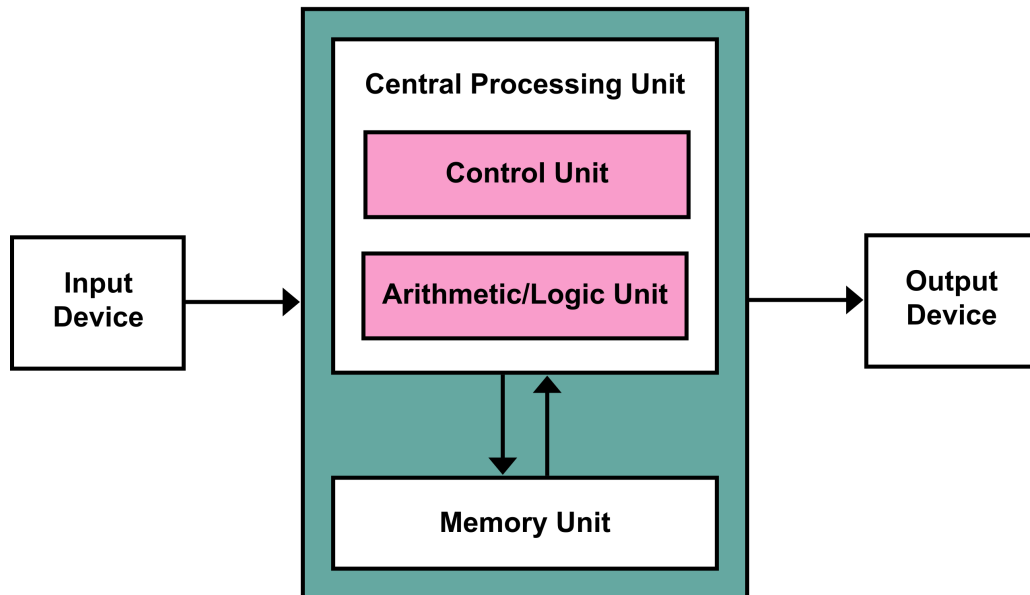 Central Processing Unit
Control Unit
Arithmetic/Logic Unit
Input
Device
Output
Device
Memory Unit